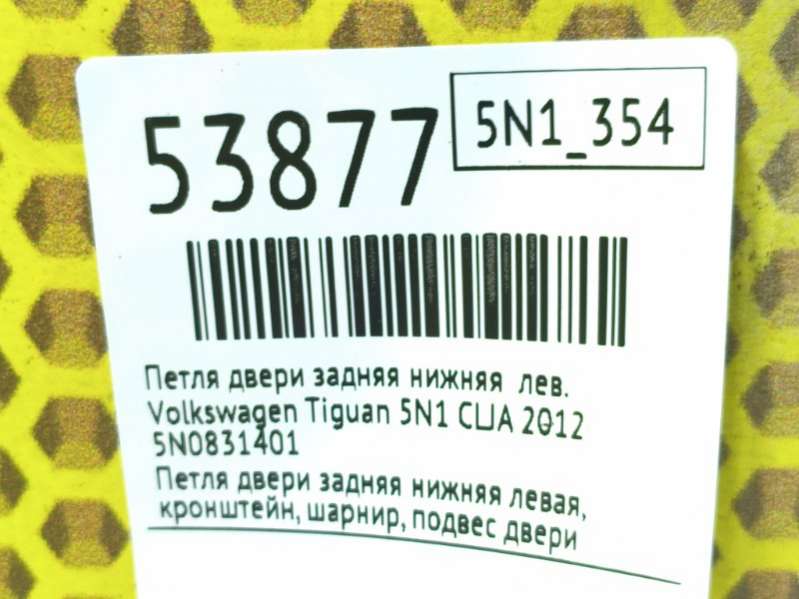 53877
5N1_354
Петля двери задняя нижняя лев.
Volkswagen Tiguan 5N1 США 2012
5N0831401
Петля двери задняя нижняя левая,
кронштейн, шарнир, подвес двери